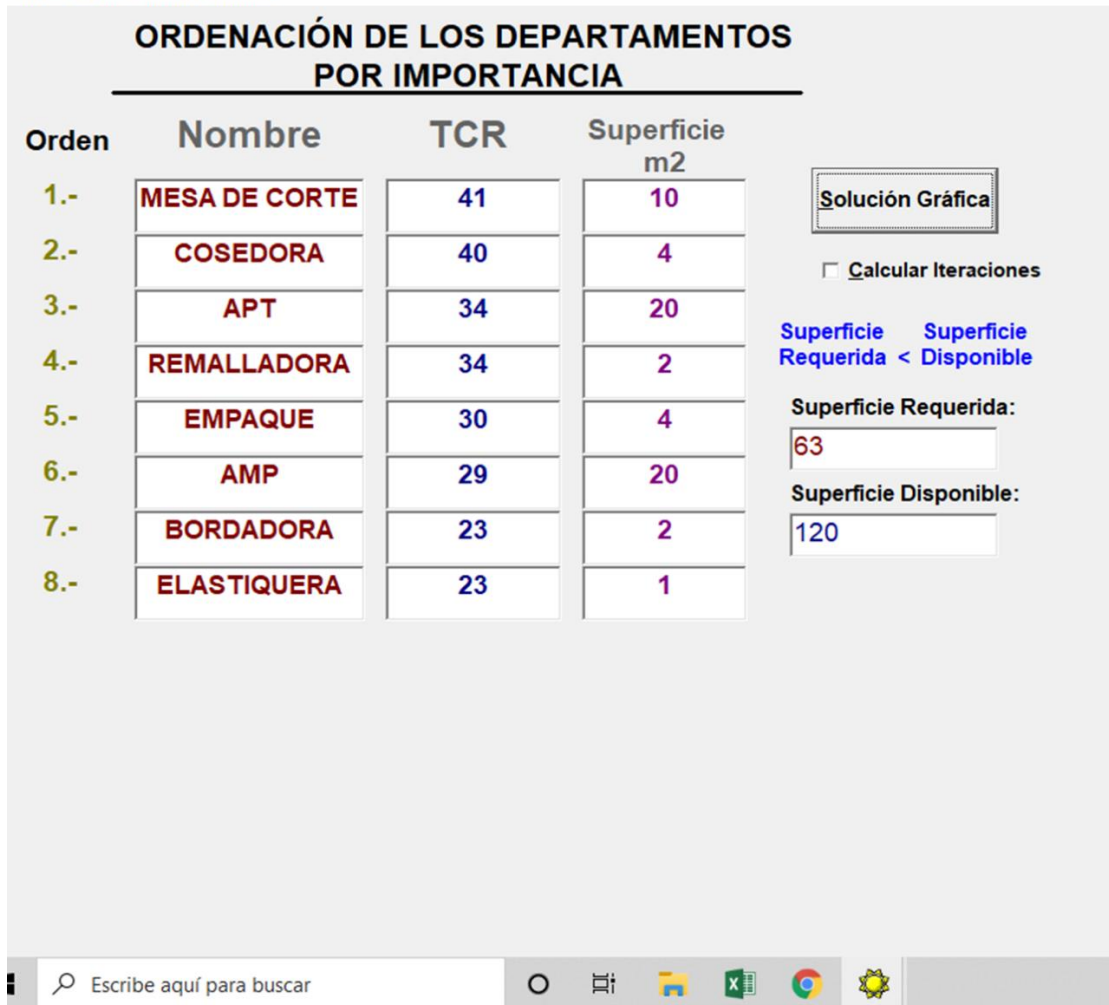 ORDENACIÓN DE LOS DEPARTAMENTOS
POR IMPORTANCIA
Orden Nombre TCR Superficie m2
1.- MESA DE CORTE 41 10
2.- COSEDORA 40 4
3.- APT 34 20
4.- REMALLADORA 34 2
5.- EMPAQUE 30 4
6.- AMP 29 20
7.- BORDADORA 23 2
8.- ELASTIQUERA 23 1
Solución Gráfica
Calcular Iteraciones
Superficie Superficie
Requerida < Disponible
Superficie Requerida:
63
Superficie Disponible:
120
Escribe aquí para buscar